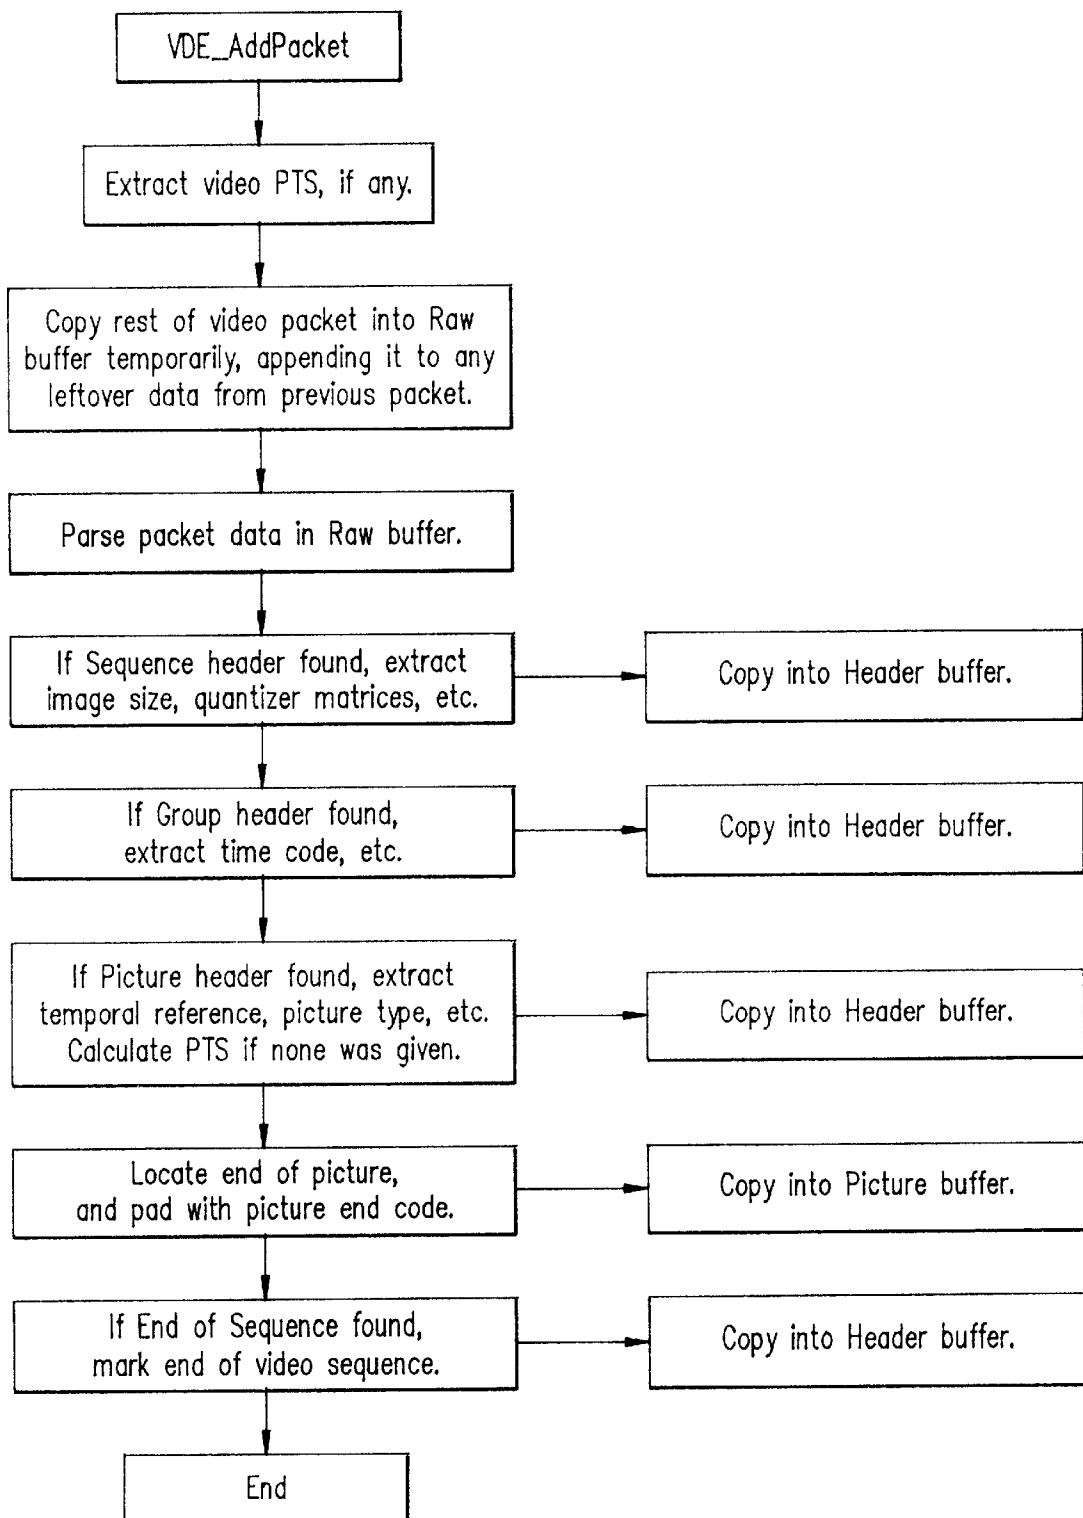 VDE_AddPacket
Extract video PTS, if any.
Copy rest of video packet into Raw
buffer temporarily, appending it to any
leftover data from previous packet.
Parse packet data in Raw buffer.
If Sequence header found, extract
image size, quantizer matrices, etc.
Copy into Header buffer.
If Group header found,
extract time code, etc.
Copy into Header buffer.
If Picture header found, extract
temporal reference, picture type, etc.
Calculate PTS if none was given.
Copy into Header buffer.
Locate end of picture,
and pad with picture end code.
Copy into Picture buffer.
If End of Sequence found,
mark end of video sequence.
Copy into Header buffer.
End